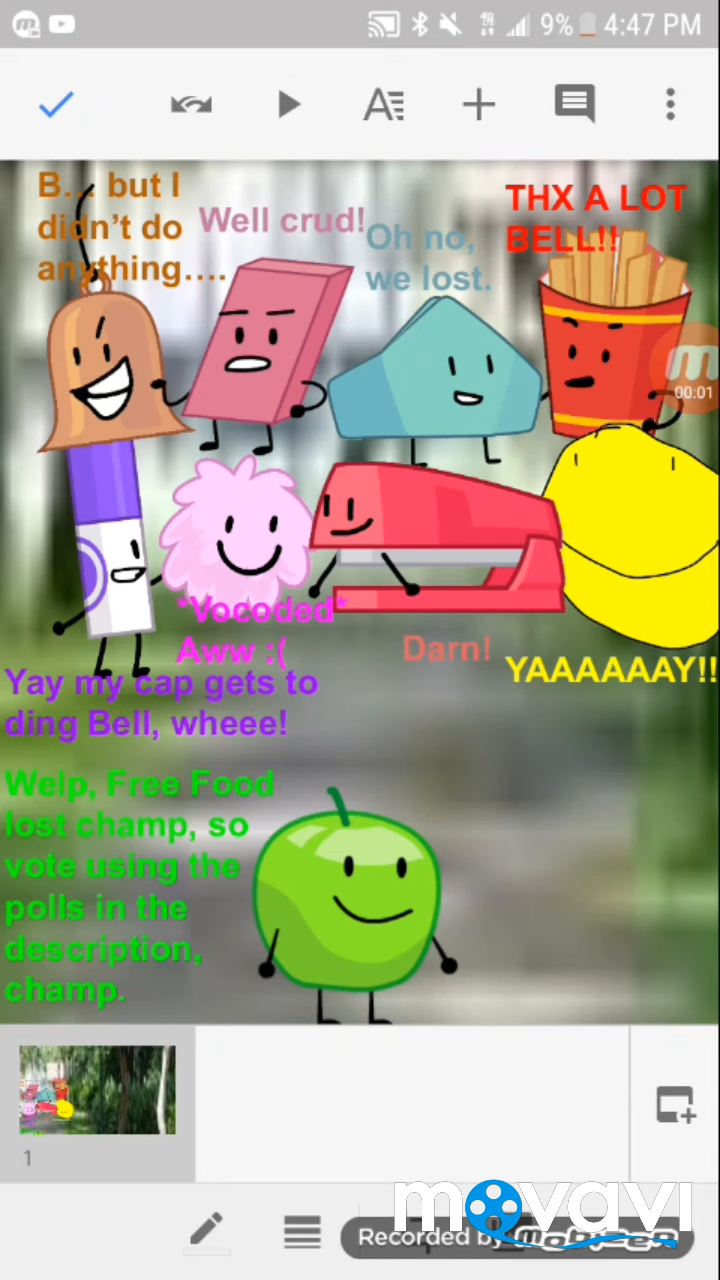 9% 4:47 PM
B... but I
didn't do
anything....
Well crud!
Oh no,
we lost.
THX A LOT
BELL!!
00:01
*Vocoded*
Aww :(
Darn!
YAAAAAAY!!
Yay my cap gets to
ding Bell, wheee!
Welp, Free Food
lost champ, so
vote using the
polls in the
description,
champ.
1
movavi
Recorded by Mobizen